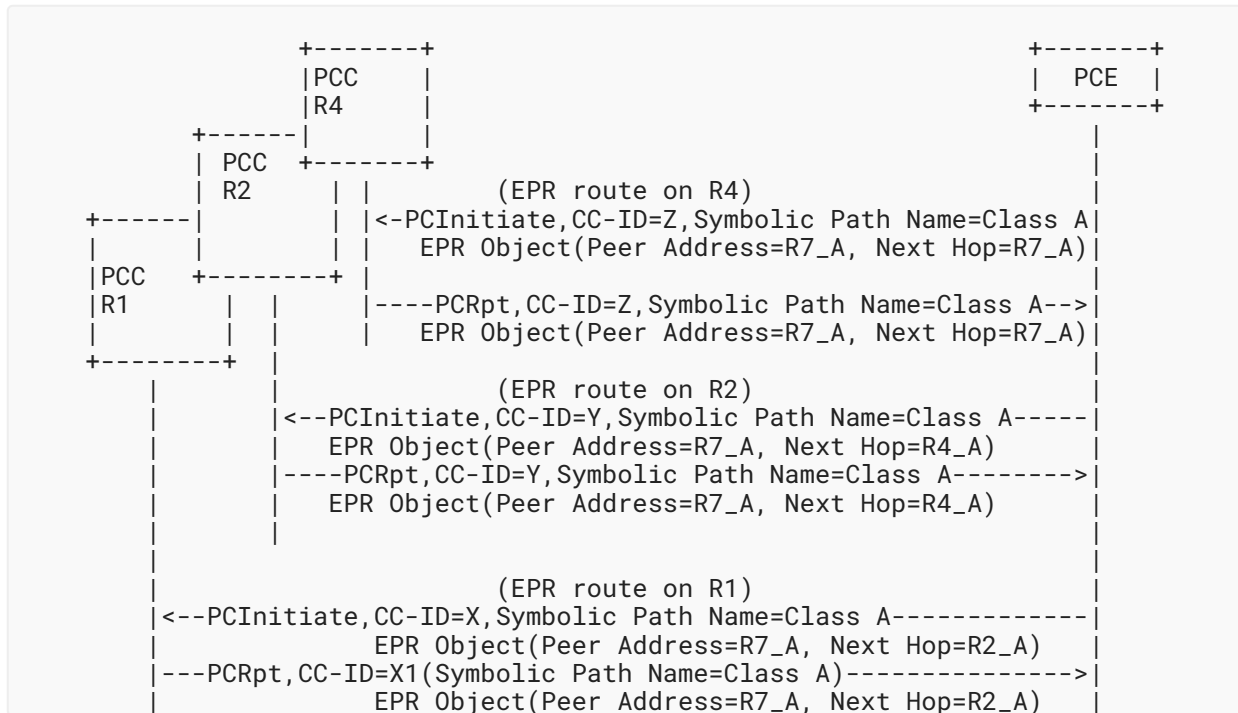 +-------+ +-------+
|PCC | | PCE |
|R4 | +-------+
+------| | |
| PCC +-------+ |
| R2 | | (EPR route on R4) |
+------| | |<-PCInitiate,CC-ID=Z,Symbolic Path Name=Class A|
| | | | EPR Object(Peer Address=R7_A, Next Hop=R7_A)|
|PCC +--------+ | |
|R1 | | |----PCRpt,CC-ID=Z,Symbolic Path Name=Class A-->|
| | | | EPR Object(Peer Address=R7_A, Next Hop=R7_A)|
+--------+ | |
| | (EPR route on R2) |
| |<--PCInitiate,CC-ID=Y,Symbolic Path Name=Class A-----|
| | EPR Object(Peer Address=R7_A, Next Hop=R4_A) |
| |----PCRpt,CC-ID=Y,Symbolic Path Name=Class A-------->|
| | EPR Object(Peer Address=R7_A, Next Hop=R4_A) |
| | |
| |
| (EPR route on R1) |
|<--PCInitiate,CC-ID=X,Symbolic Path Name=Class A-------------|
| EPR Object(Peer Address=R7_A, Next Hop=R2_A) |
|---PCRpt,CC-ID=X1(Symbolic Path Name=Class A)--------------->|
| EPR Object(Peer Address=R7_A, Next Hop=R2_A) |